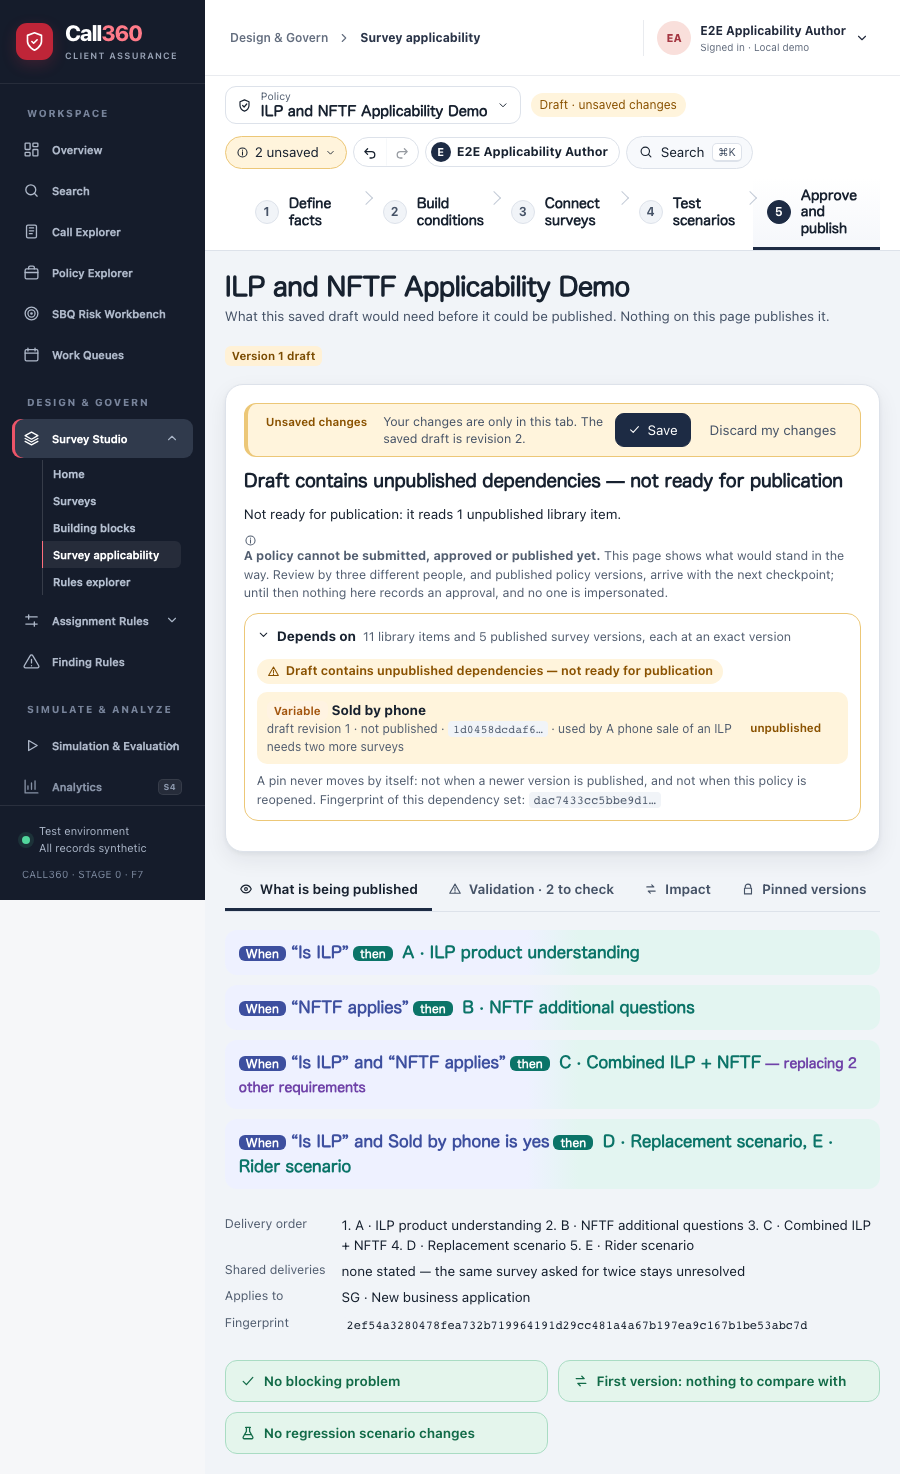 Call360
CLIENT ASSURANCE
WORKSPACE
Overview
Search
Call Explorer
Policy Explorer
SBQ Risk Workbench
Work Queues
DESIGN & GOVERN
Survey Studio
Home
Surveys
Building blocks
Survey applicability
Rules explorer
Assignment Rules
Finding Rules
SIMULATE & ANALYZE
Simulation & Evaluation
Analytics S4
Test environment
All records synthetic
CALL360 · STAGE 0 · F7
Design & Govern > Survey applicability
EA
E2E Applicability Author
Signed in · Local demo
Policy
ILP and NFTF Applicability Demo
Draft · unsaved changes
2 unsaved
E E2E Applicability Author
Search ⌘K
1 Define facts
2 Build conditions
3 Connect surveys
4 Test scenarios
5 Approve and publish
ILP and NFTF Applicability Demo
What this saved draft would need before it could be published. Nothing on this page publishes it.
Version 1 draft
Unsaved changes
Your changes are only in this tab. The
saved draft is revision 2.
Save
Discard my changes
Draft contains unpublished dependencies — not ready for publication
Not ready for publication: it reads 1 unpublished library item.
A policy cannot be submitted, approved or published yet. This page shows what would stand in the
way. Review by three different people, and published policy versions, arrive with the next checkpoint;
until then nothing here records an approval, and no one is impersonated.
Depends on 11 library items and 5 published survey versions, each at an exact version
Draft contains unpublished dependencies — not ready for publication
Variable Sold by phone
draft revision 1 · not published · 1d0458dcdaf6… · used by A phone sale of an ILP
needs two more surveys
unpublished
A pin never moves by itself: not when a newer version is published, and not when this policy is
reopened. Fingerprint of this dependency set: dac7433cc5bbe9d1…
What is being published
Validation · 2 to check
Impact
Pinned versions
When “Is ILP” then A · ILP product understanding
When “NFTF applies” then B · NFTF additional questions
When “Is ILP” and “NFTF applies” then C · Combined ILP + NFTF — replacing 2
other requirements
When “Is ILP” and Sold by phone is yes then D · Replacement scenario, E ·
Rider scenario
Delivery order 1. A · ILP product understanding 2. B · NFTF additional questions 3. C · Combined ILP
+ NFTF 4. D · Replacement scenario 5. E · Rider scenario
Shared deliveries none stated — the same survey asked for twice stays unresolved
Applies to SG · New business application
Fingerprint 2ef54a3280478fea732b719964191d29cc481a4a67b197ea9c167b1be53abc7d
No blocking problem
First version: nothing to compare with
No regression scenario changes